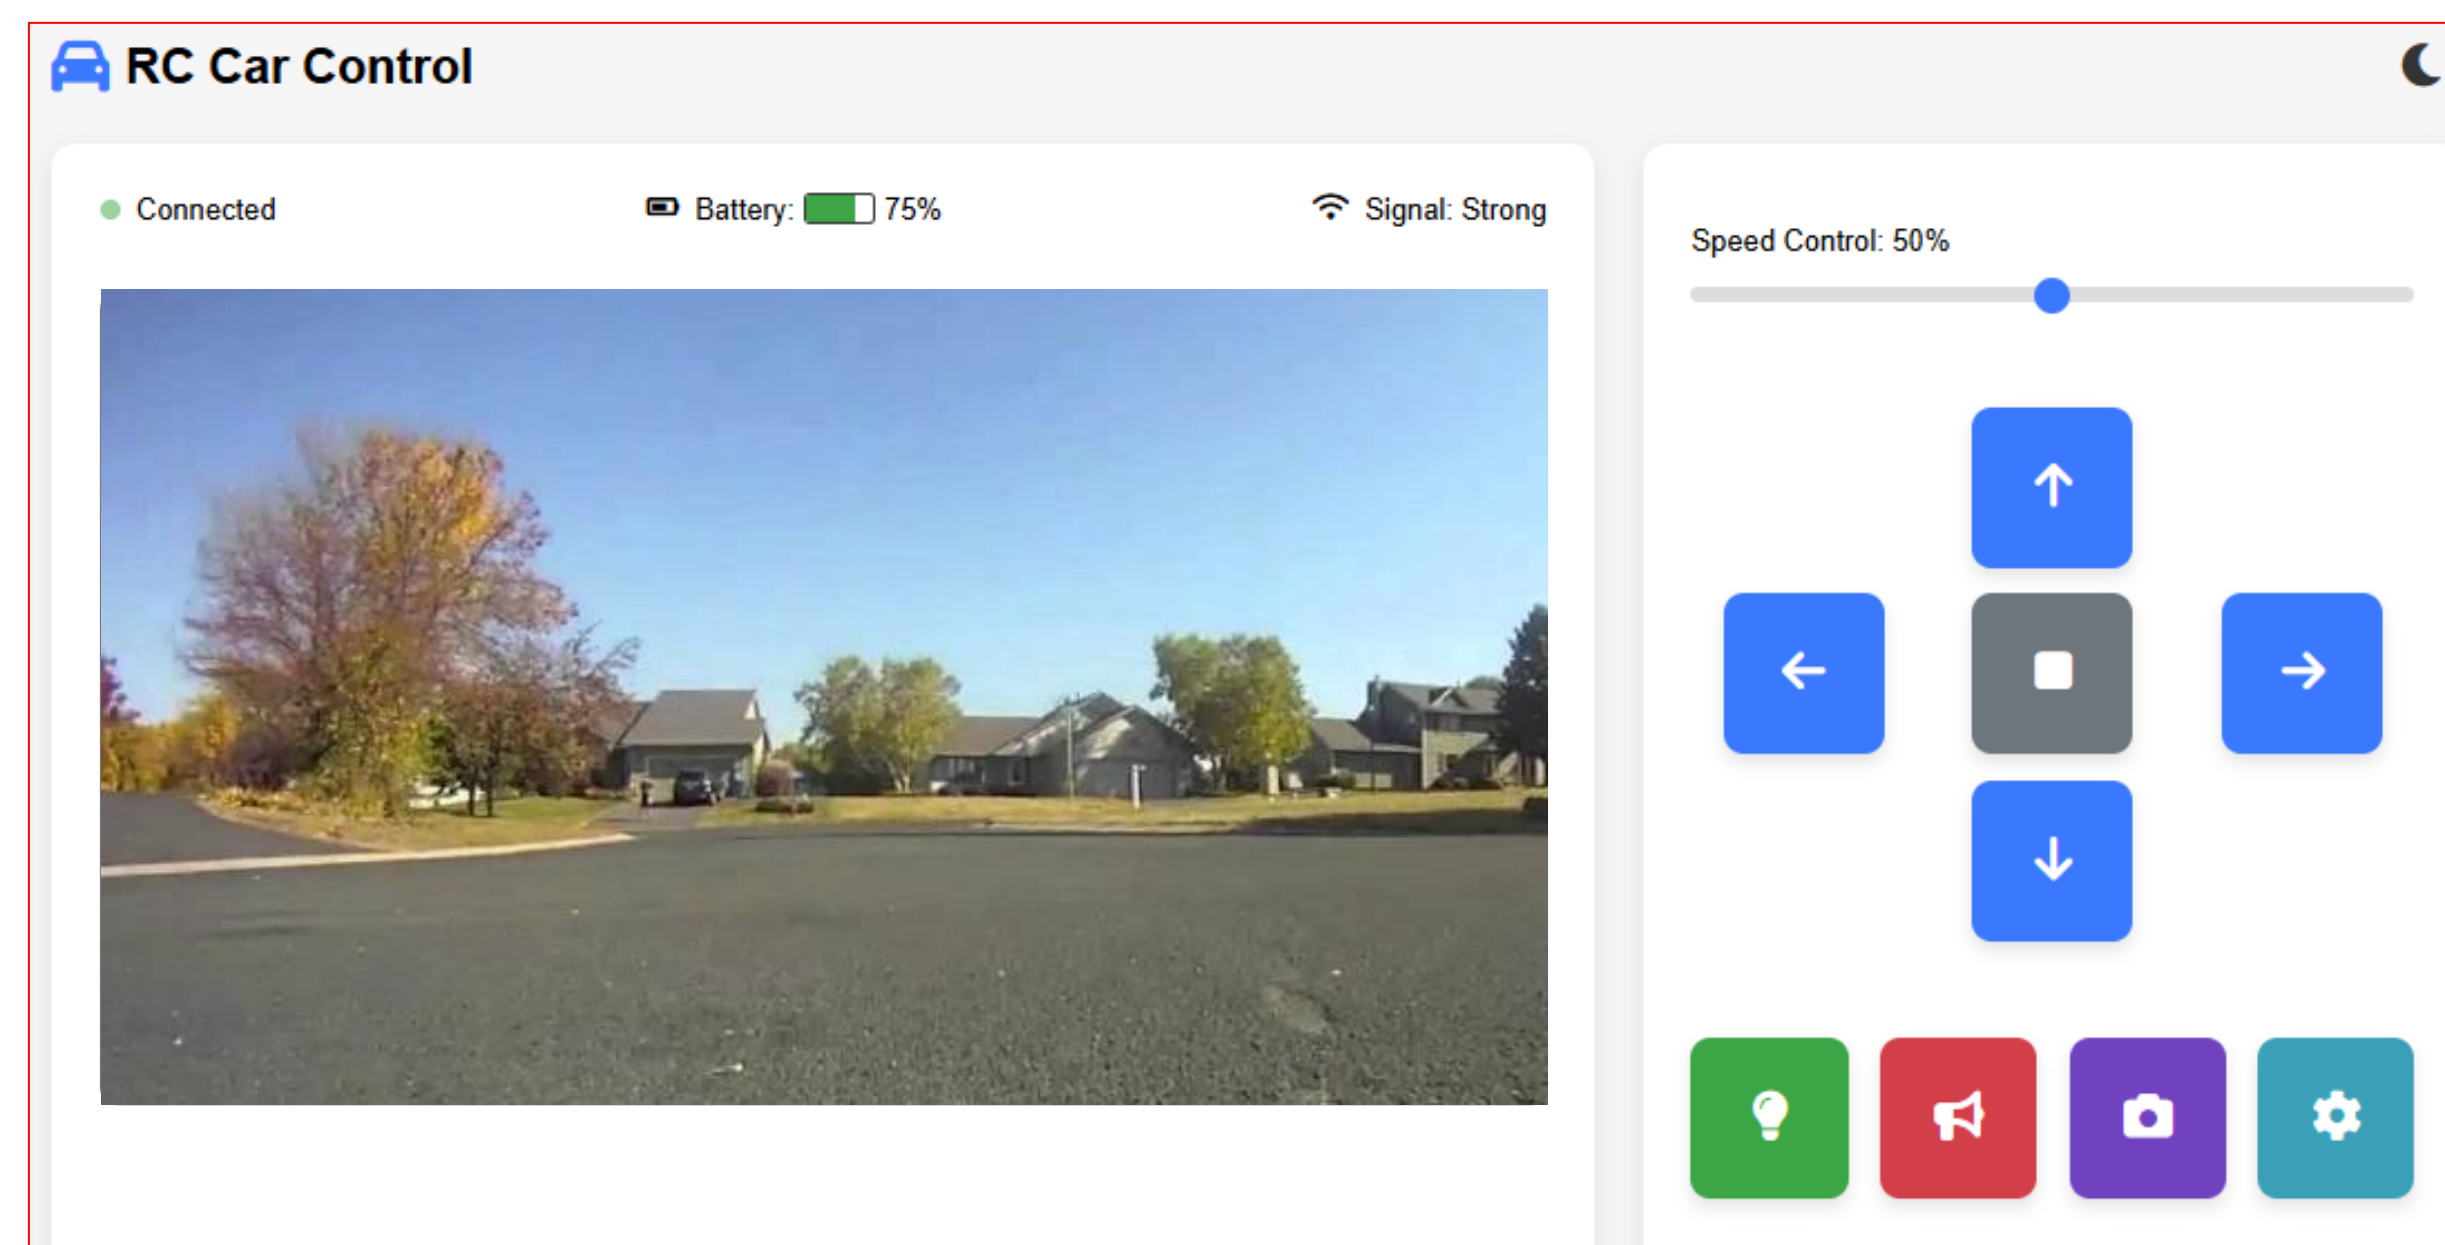 RC Car Control
Connected
Battery: 75%
Signal: Strong
Speed Control: 50%